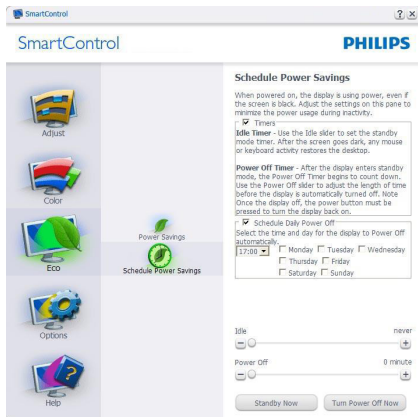 SmartControl
? X
SmartControl
PHILIPS
Adjust
Color
Eco
Options
Help
Power Savings
Schedule Power Savings
Schedule Power Savings
When powered on, the display is using power, even if
the screen is black. Adjust the settings on this pane to
minimize the power usage during inactivity.
Timers
Idle Timer - Use the Idle slider to set the standby
mode timer. After the screen goes dark, any mouse
or keyboard activity restores the desktop.
Power Off Timer - After the display enters standby
mode, the Power Off Timer begins to count down.
Use the Power Off slider to adjust the length of time
before the display is automatically turned off. Note
Once the display off, the power button must be
pressed to turn the display back on.
Schedule Daily Power Off
Select the time and day for the display to Power Off
automatically.
17:00 Monday Tuesday Wednesday
Thursday Friday
Saturday Sunday
Idle never
Power Off 0 minute
Standby Now Turn Power Off Now